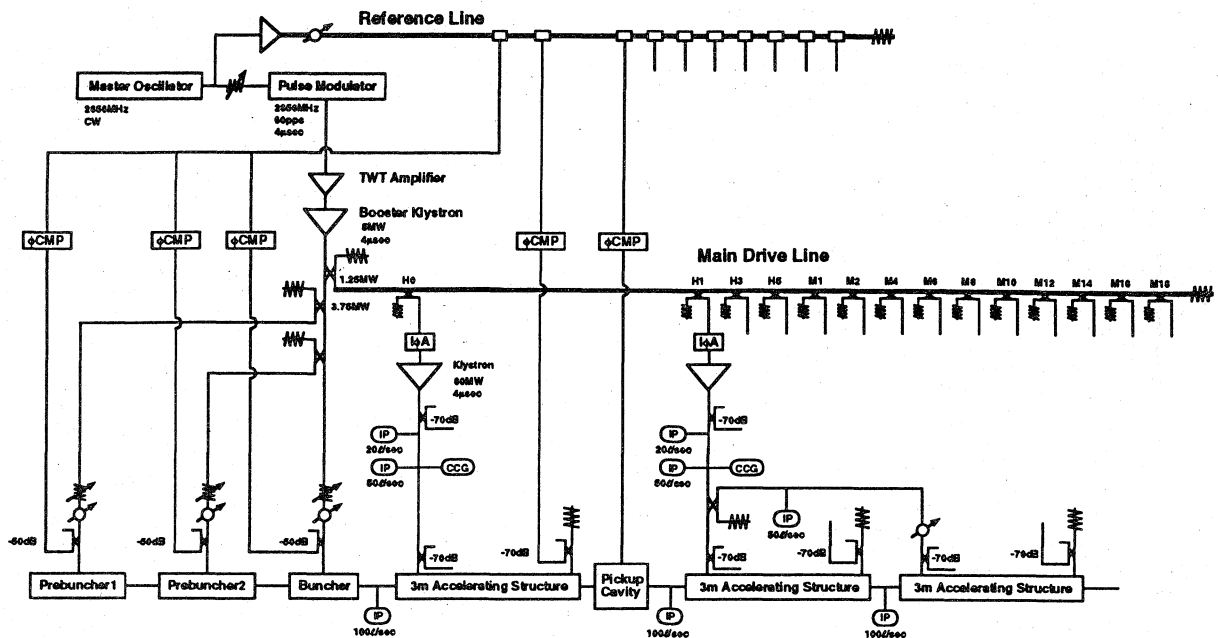 Reference Line
Master Oscillator
Pulse Modulator
2856MHz
CW
2856MHz
60pps
4μsec
TWT Amplifier
Booster Klystron
5MW
4μsec
φCMP
φCMP
φCMP
φCMP
φCMP
Main Drive Line
1.25MW
3.75MW
H0
H1
H3
H5
M1
M2
M4
M6
M8
M10
M12
M14
M16
M18
IφA
IφA
Klystron
80MW
4μsec
-70dB
-70dB
IP
20ℓ/sec
IP
20ℓ/sec
IP
50ℓ/sec
CCG
IP
50ℓ/sec
CCG
IP
50ℓ/sec
-50dB
-50dB
-50dB
-70dB
-70dB
-70dB
-70dB
-70dB
-70dB
Prebuncher1
Prebuncher2
Buncher
3m Accelerating Structure
Pickup
Cavity
3m Accelerating Structure
3m Accelerating Structure
IP
100ℓ/sec
IP
100ℓ/sec
IP
100ℓ/sec